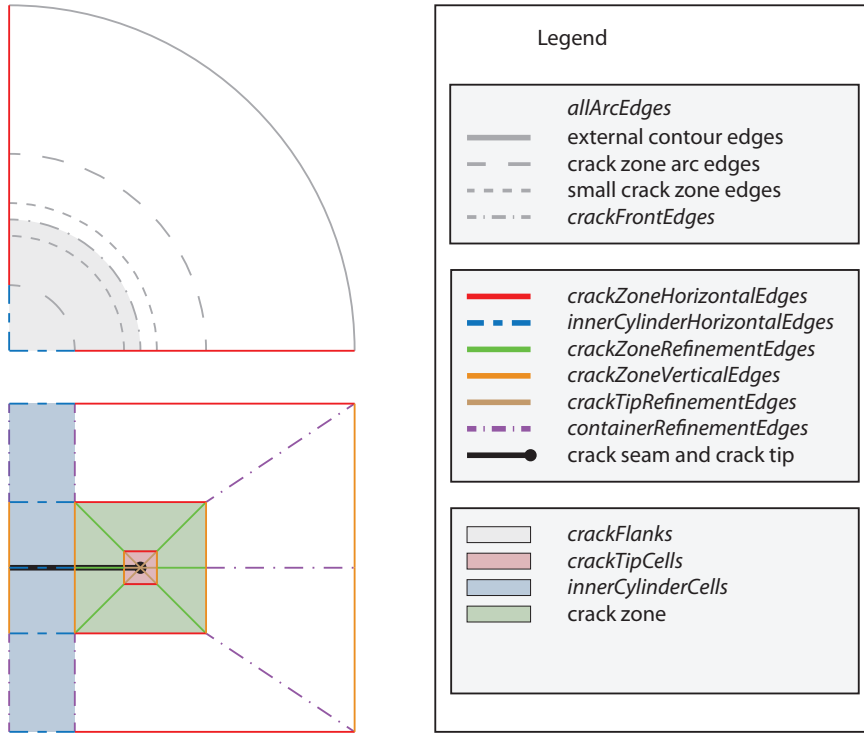 Legend
allArcEdges
external contour edges
crack zone arc edges
small crack zone edges
crackFrontEdges
crackZoneHorizontalEdges
innerCylinderHorizontalEdges
crackZoneRefinementEdges
crackZoneVerticalEdges
crackTipRefinementEdges
containerRefinementEdges
crack seam and crack tip
crackFlanks
crackTipCells
innerCylinderCells
crack zone